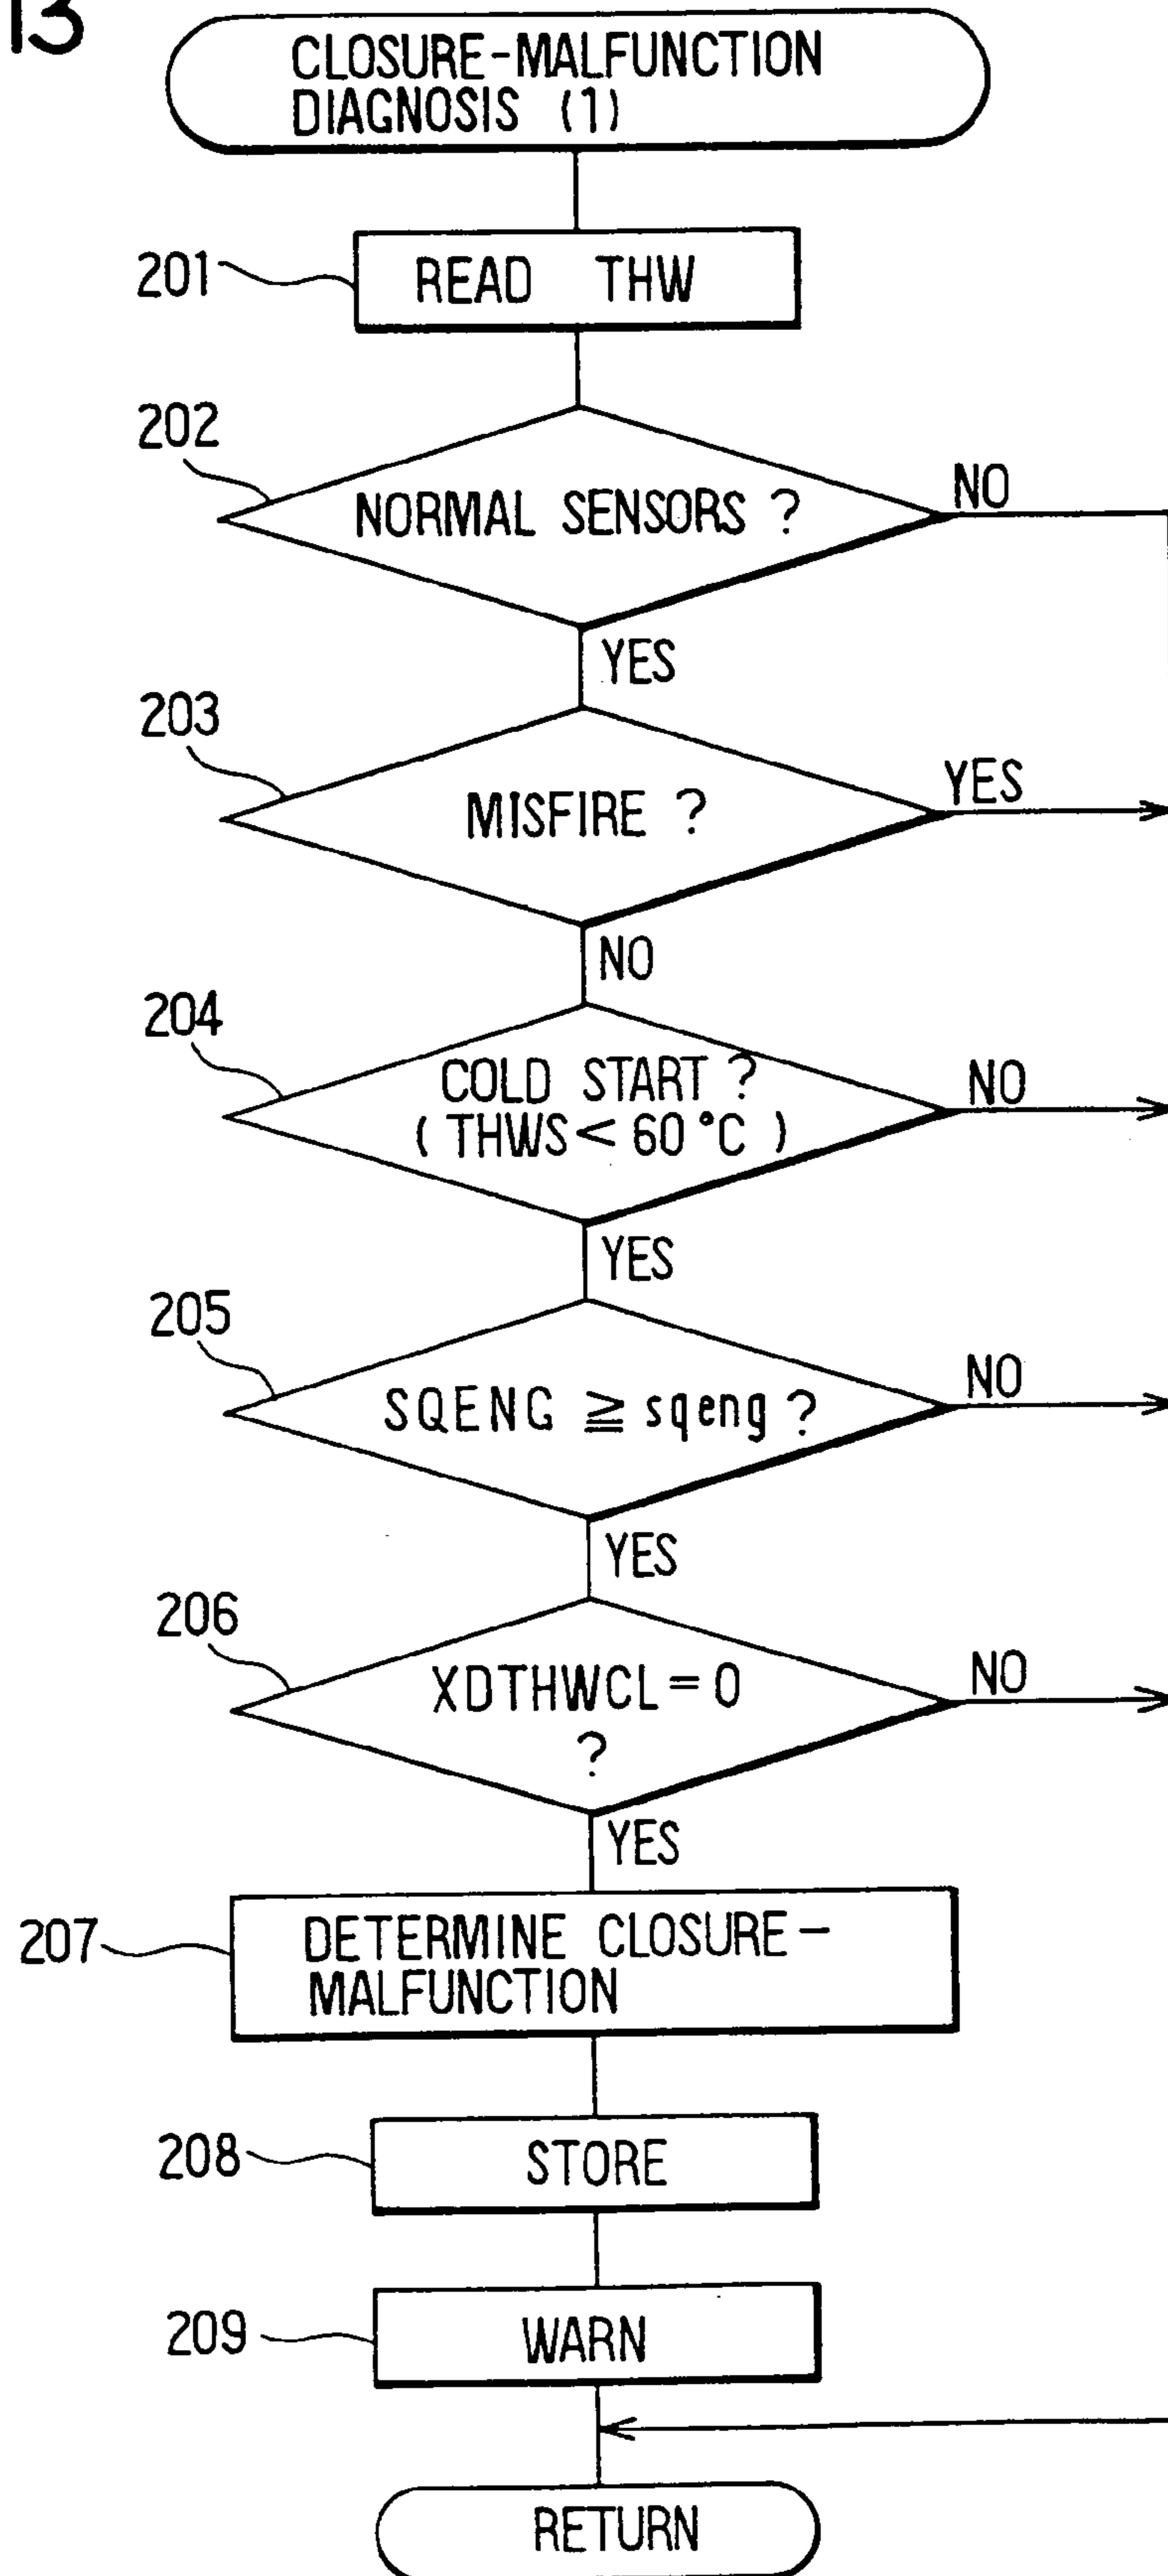 13
CLOSURE-MALFUNCTION
DIAGNOSIS (1)
201
READ THW
202
NORMAL SENSORS ?
NO
YES
203
MISFIRE ?
YES
NO
204
COLD START ?
( THWS < 60 °C )
NO
YES
205
SQENG ≧ sqeng ?
NO
YES
206
XDTHWCL = 0
?
NO
YES
207
DETERMINE CLOSURE-
MALFUNCTION
208
STORE
209
WARN
RETURN